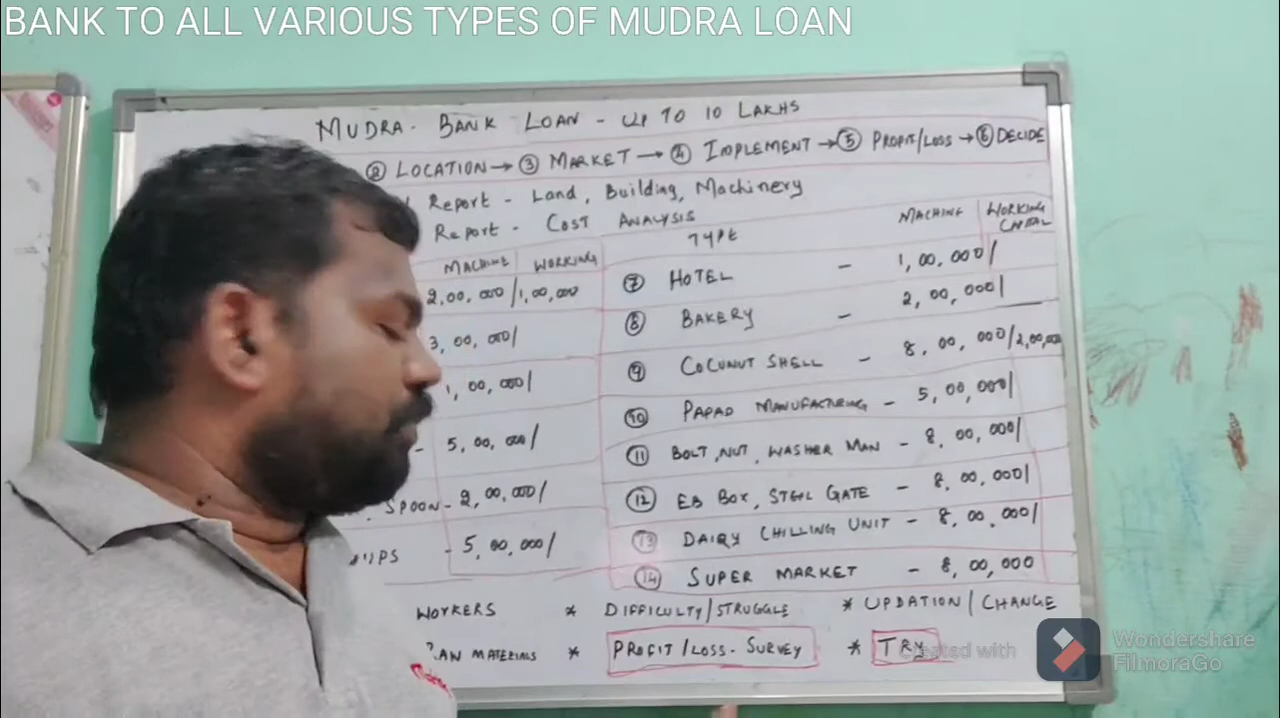 BANK TO ALL VARIOUS TYPES OF MUDRA LOAN
MUDRA - BANK LOAN - UP TO 10 LAKHS
② LOCATION → ③ MARKET → ④ IMPLEMENT → ⑤ PROFIT/LOSS → ⑥ DECIDE
Report - Land, Building, Machinery
Report - COST ANALYSIS
MACHINE WORKING
2,00,000/1,00,000
3,00,000/
1,00,000/
- 5,00,000/
SPOON - 2,00,000/
- 5,00,000/
TYPE MACHINE WORKING CAPITAL
⑦ HOTEL - 1,00,000/
⑧ BAKERY - 2,00,000/
⑨ COCUNUT SHELL - 8,00,000/2,00,000
⑩ PAPAD MANUFACTURING - 5,00,000/
⑪ BOLT, NUT, WASHER MAN - 8,00,000/
⑫ EB BOX, STEEL GATE - 8,00,000/
⑬ DAIRY CHILLING UNIT - 8,00,000/
⑭ SUPER MARKET - 8,00,000
WORKERS * DIFFICULTY/STRUGGLE * UPDATION/CHANGE
MATERIALS * PROFIT/LOSS - SURVEY * TRY
Created with
Wondershare
FilmoraGo